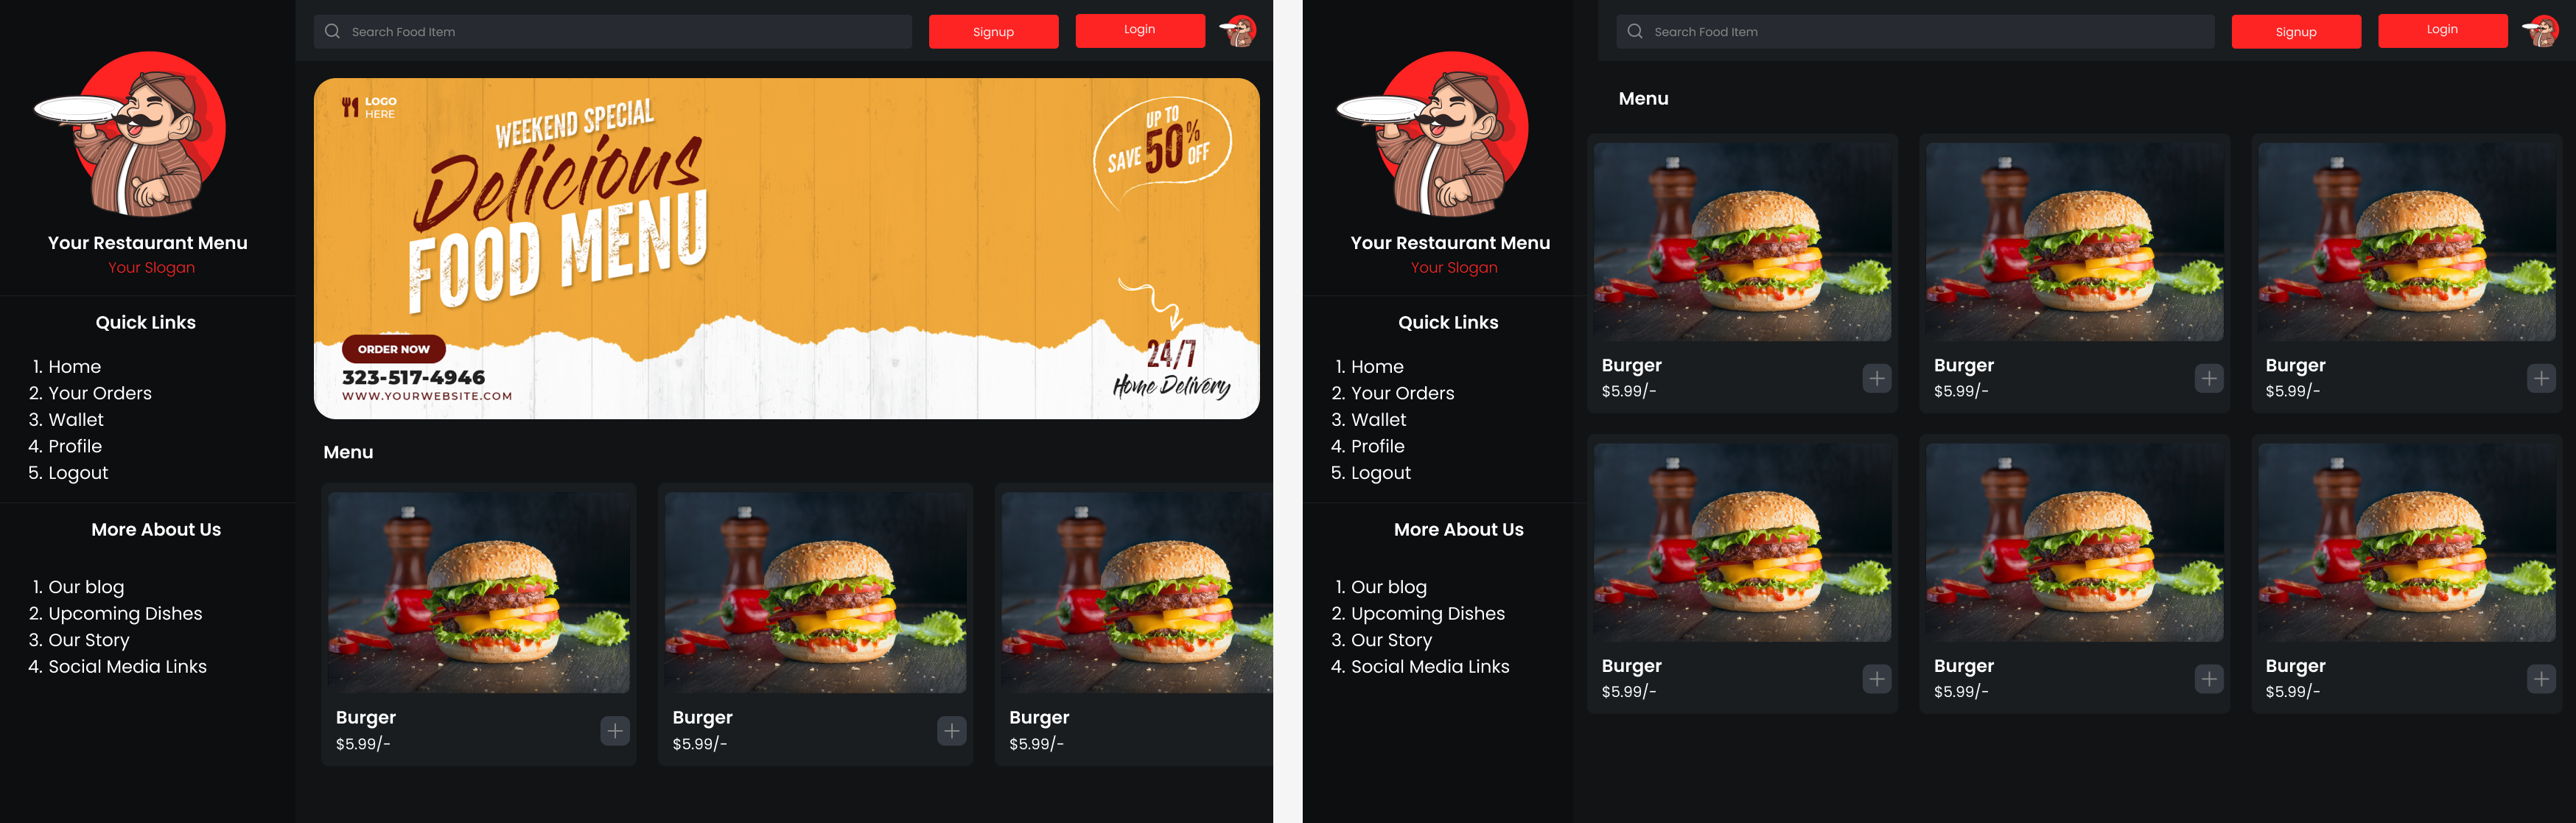 Search Food Item
Signup
Login
Your Restaurant Menu
Your Slogan
Quick Links
1. Home
2. Your Orders
3. Wallet
4. Profile
5. Logout
More About Us
1. Our blog
2. Upcoming Dishes
3. Our Story
4. Social Media Links
LOGO
HERE
WEEKEND SPECIAL
Delicious
FOOD MENU
UP TO
SAVE 50% OFF
ORDER NOW
323-517-4946
WWW.YOURWEBSITE.COM
24/7
Home Delivery
Menu
Burger
$5.99/-
Burger
$5.99/-
Burger
$5.99/-
Search Food Item
Signup
Login
Your Restaurant Menu
Your Slogan
Quick Links
1. Home
2. Your Orders
3. Wallet
4. Profile
5. Logout
More About Us
1. Our blog
2. Upcoming Dishes
3. Our Story
4. Social Media Links
Menu
Burger
$5.99/-
Burger
$5.99/-
Burger
$5.99/-
Burger
$5.99/-
Burger
$5.99/-
Burger
$5.99/-